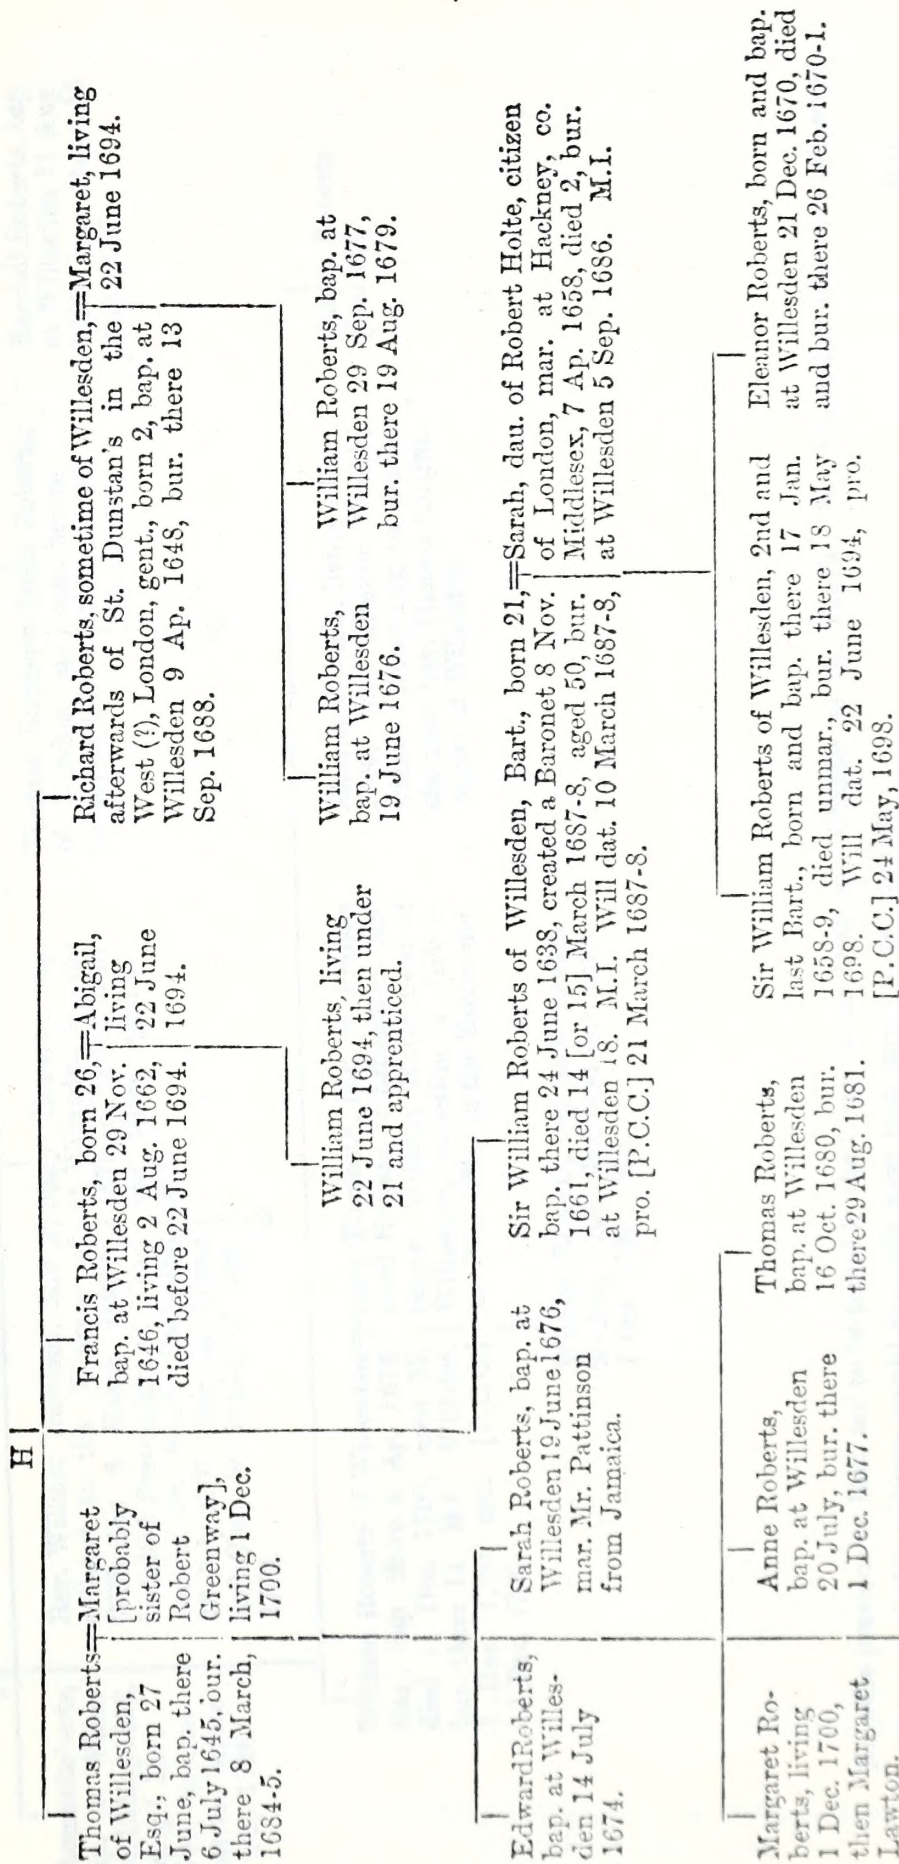 H
Thomas Roberts=Margaret
of Willesden,
Esq., born 27
June, bap. there
6 July 1645, our.
there 8 March,
1684-5.
[probably
sister of
Robert
Greenway],
living 1 Dec.
1700.
Francis Roberts, born 26,=Abigail,
bap. at Willesden 29 Nov.
1646, living 2 Aug. 1662,
died before 22 June 1694.
living
22 June
1694.
Richard Roberts, sometime of Willesden,=Margaret, living
afterwards of St. Dunstan's in the
West (?), London, gent., born 2, bap. at
Willesden 9 Ap. 1648, bur. there 13
Sep. 1688.
22 June 1694.
William Roberts, living
22 June 1694, then under
21 and apprenticed.
William Roberts,
bap. at Willesden
19 June 1676.
William Roberts, bap. at
Willesden 29 Sep. 1677,
bur. there 19 Aug. 1679.
Edward Roberts,
bap. at Willes-
den 14 July
1674.
Sarah Roberts, bap. at
Willesden 19 June 1676,
mar. Mr. Pattinson
from Jamaica.
Sir William Roberts of Willesden, Bart., born 21,=Sarah, dau. of Robert Holte, citizen
bap. there 24 June 1638, created a Baronet 8 Nov.
1661, died 14 [or 15] March 1687-8, aged 50, bur.
at Willesden 18. M.I. Will dat. 10 March 1687-8,
pro. [P.C.C.] 21 March 1687-8.
of London, mar. at Hackney, co.
Middlesex, 7 Ap. 1658, died 2, bur.
at Willesden 5 Sep. 1686. M.I.
Margaret Ro-
berts, living
1 Dec. 1700,
then Margaret
Lawton.
Anne Roberts,
bap. at Willesden
20 July, bur. there
1 Dec. 1677.
Thomas Roberts,
bap. at Willesden
16 Oct. 1680, bur.
there 29 Aug. 1681.
Sir William Roberts of Willesden, 2nd and
last Bart., born and bap. there 17 Jan.
1658-9, died unmar., bur. there 18 May
1698. Will dat. 22 June 1694, pro.
[P.C.C.] 24 May, 1698.
Eleanor Roberts, born and bap.
at Willesden 21 Dec. 1670, died
and bur. there 26 Feb. 1670-1.